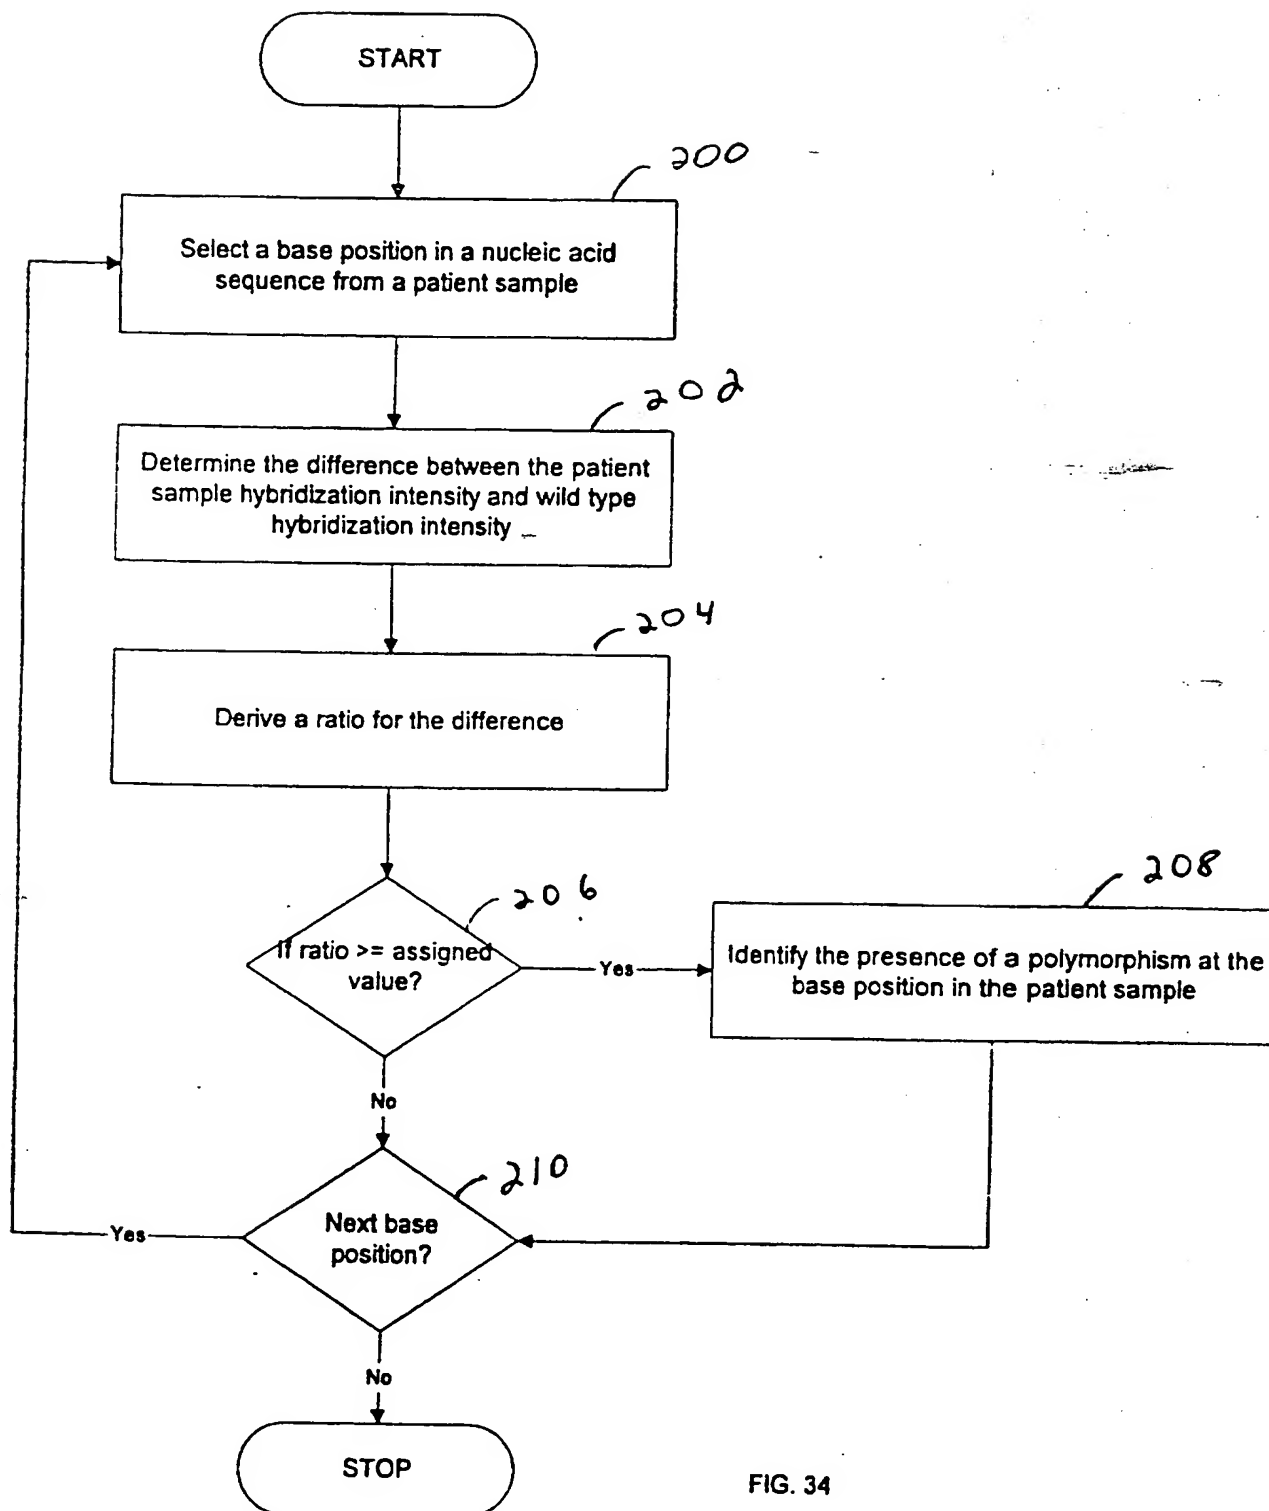 START
200
Select a base position in a nucleic acid
sequence from a patient sample
202
Determine the difference between the patient
sample hybridization intensity and wild type
hybridization intensity
204
Derive a ratio for the difference
206
If ratio >= assigned
value?
Yes
208
Identify the presence of a polymorphism at the
base position in the patient sample
No
210
Next base
position?
Yes
No
STOP
FIG. 34